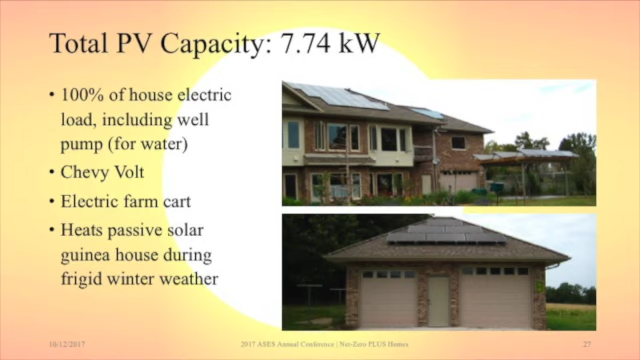 Total PV Capacity: 7.74 kW
• 100% of house electric
load, including well
pump (for water)
• Chevy Volt
• Electric farm cart
• Heats passive solar
guinea house during
frigid winter weather
10/12/2017
2017 ASES Annual Conference | Net-Zero PLUS Homes
27